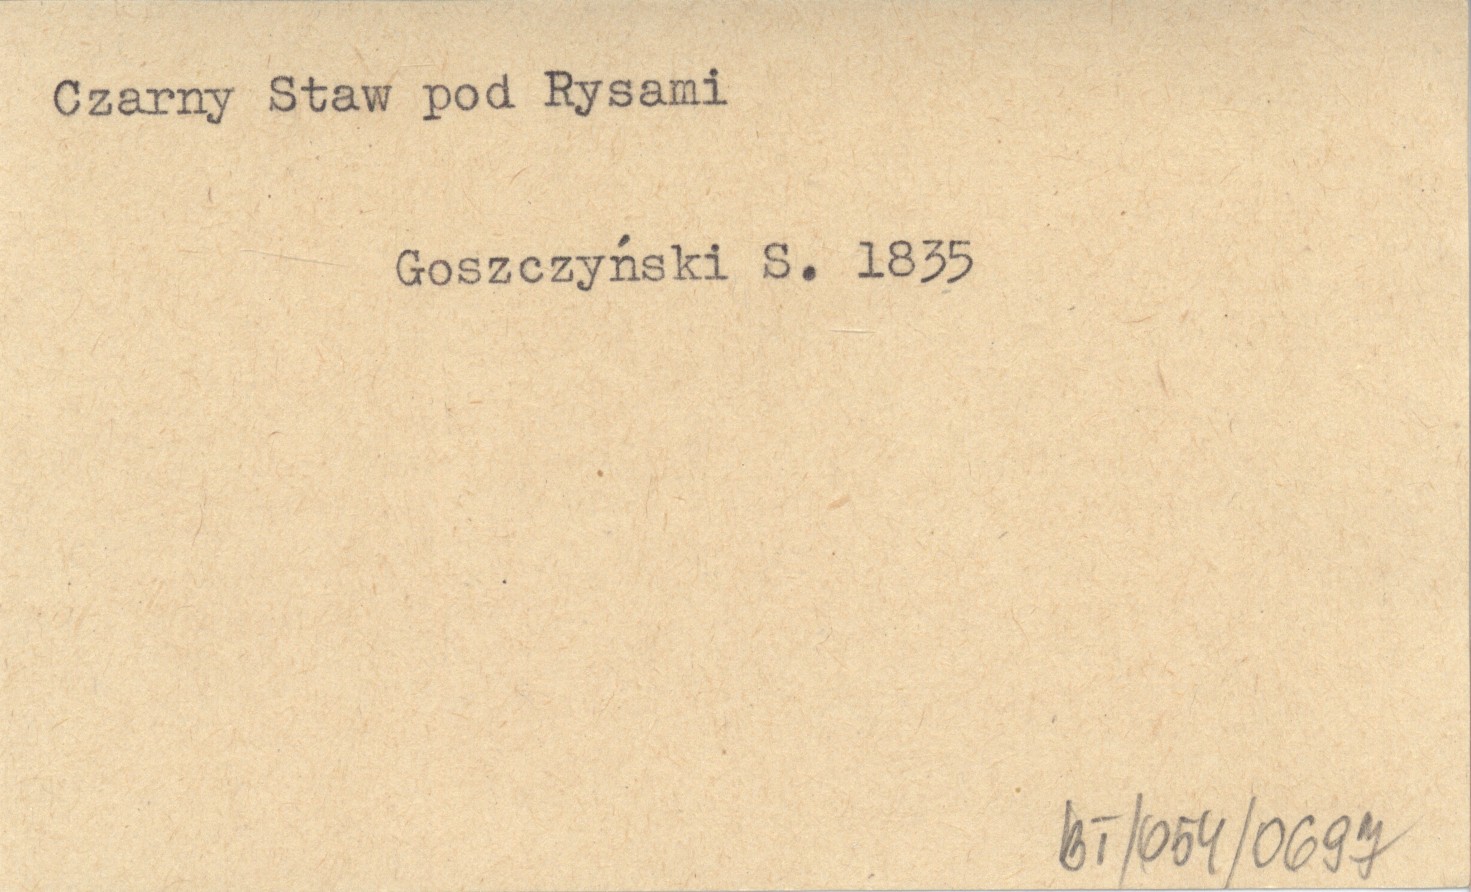 Czarny Staw pod Rysami
Goszczyński S. 1835
BT/054/0697